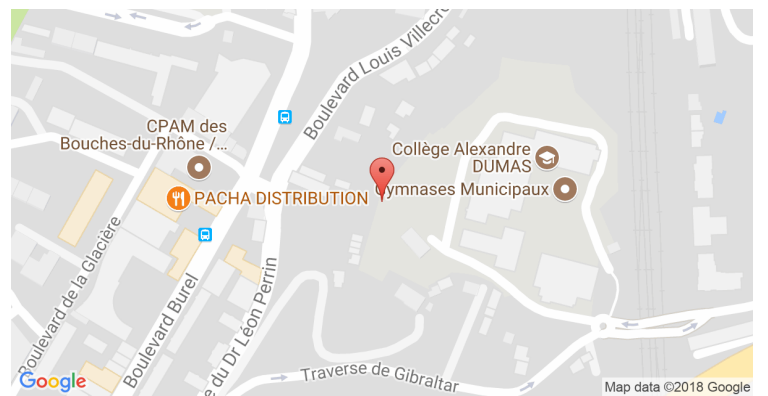 Boulevard Louis Villecro
CPAM des
Bouches-du-Rhône /...
Collège Alexandre
DUMAS
Gymnases Municipaux
PACHA DISTRIBUTION
Boulevard de la Glacière
Boulevard Burel
e du Dr Léon Perrin
Traverse de Gibraltar
Google
Map data ©2018 Google